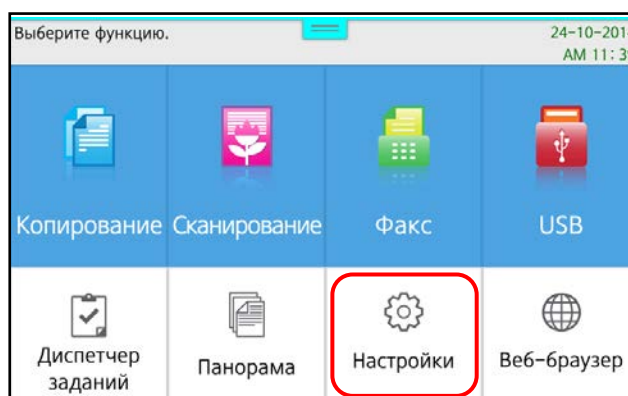 Выберите функцию.
24-10-201
AM 11:3
Копирование
Сканирование
Факс
USB
Диспетчер
заданий
Панорама
Настройки
Веб-браузер